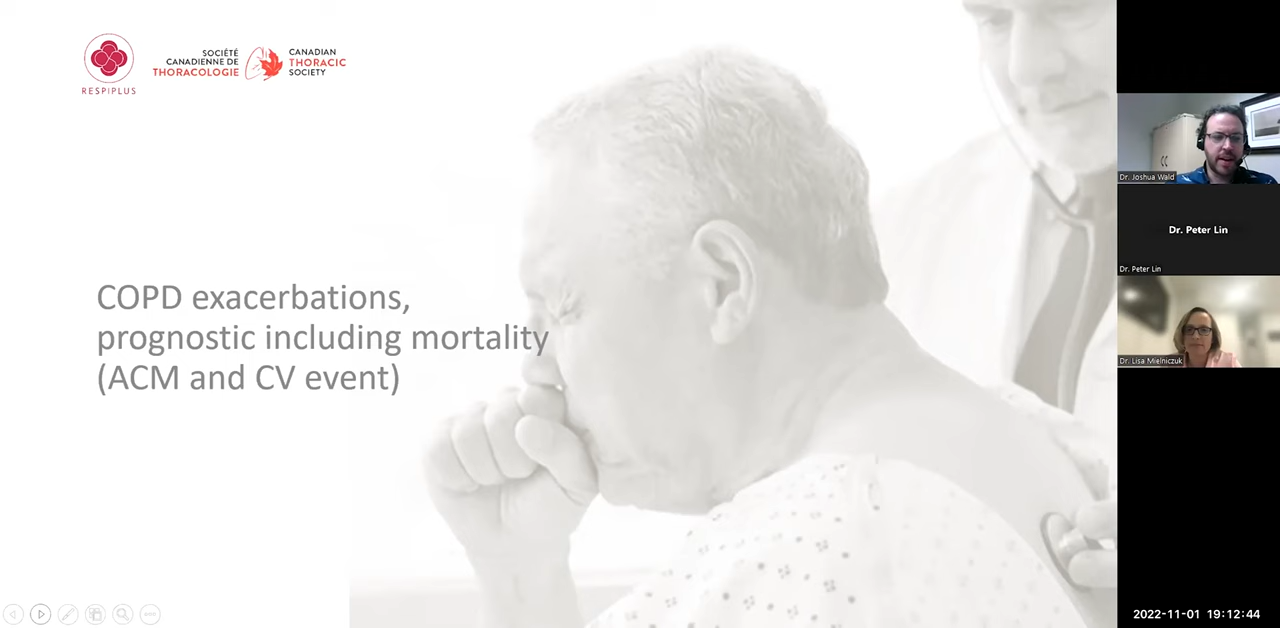 RESPIPLUS
SOCIÉTÉ
CANADIENNE DE
THORACOLOGIE
CANADIAN
THORACIC
SOCIETY
COPD exacerbations,
prognostic including mortality
(ACM and CV event)
Dr. Joshua Wald
Dr. Peter Lin
Dr. Peter Lin
Dr. Lisa Mielniczuk
2022-11-01 19:12:44